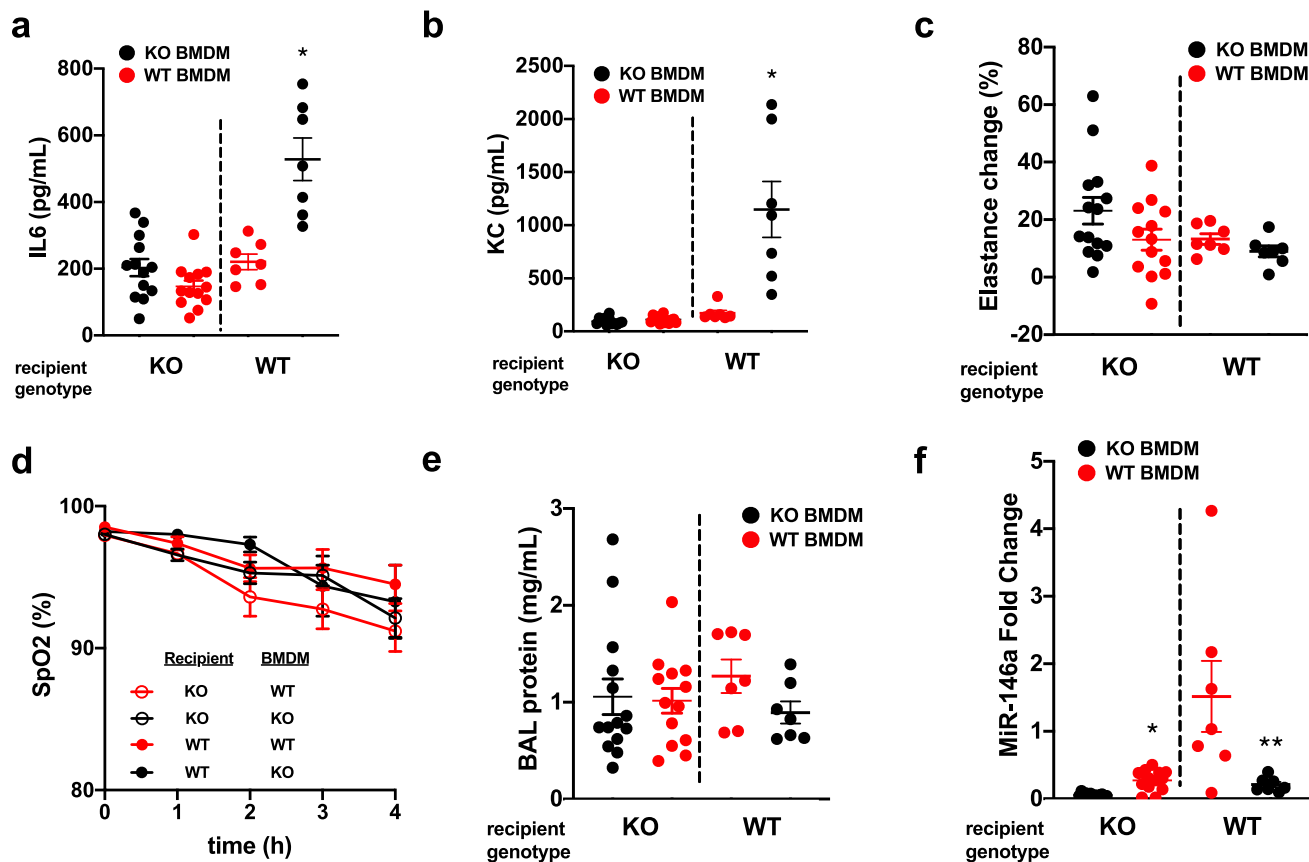 a
KO BMDM
WT BMDM
*
IL6 (pg/mL)
800
600
400
200
0
recipient
genotype
KO
WT
b
KO BMDM
WT BMDM
*
KC (pg/mL)
2500
2000
1500
1000
500
0
recipient
genotype
KO
WT
c
KO BMDM
WT BMDM
Elastance change (%)
80
60
40
20
0
-20
recipient
genotype
KO
WT
d
SpO2 (%)
100
90
80
Recipient BMDM
KO WT
KO KO
WT WT
WT KO
0 1 2 3 4
time (h)
e
KO BMDM
WT BMDM
BAL protein (mg/mL)
3
2
1
0
recipient
genotype
KO
WT
f
KO BMDM
WT BMDM
MiR-146a Fold Change
5
4
3
2
1
0
*
**
recipient
genotype
KO
WT